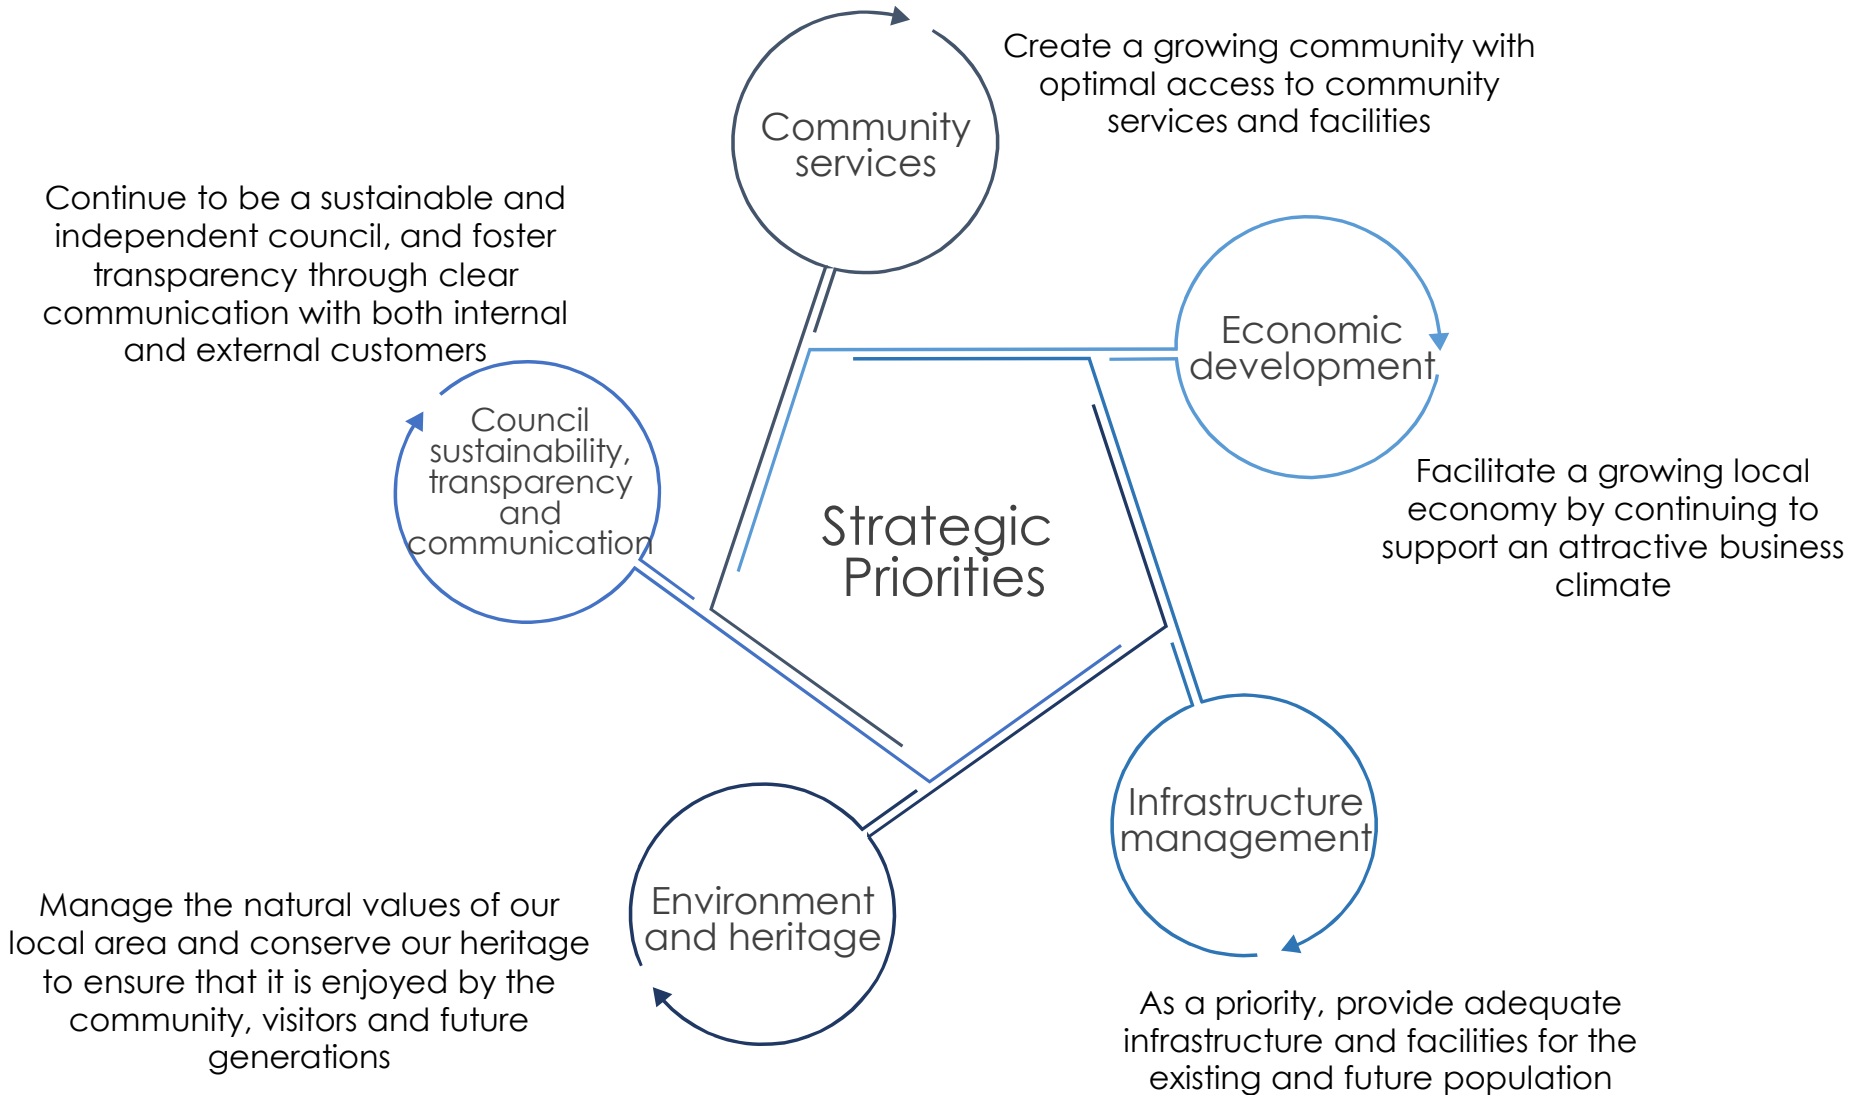 Create a growing community with
optimal access to community
services and facilities
Community
services
Continue to be a sustainable and
independent council, and foster
transparency through clear
communication with both internal
and external customers
Economic
development
Council
sustainability,
transparency
and
communication
Facilitate a growing local
economy by continuing to
support an attractive business
climate
Strategic
Priorities
Infrastructure
management
Environment
and heritage
Manage the natural values of our
local area and conserve our heritage
to ensure that it is enjoyed by the
community, visitors and future
generations
As a priority, provide adequate
infrastructure and facilities for the
existing and future population